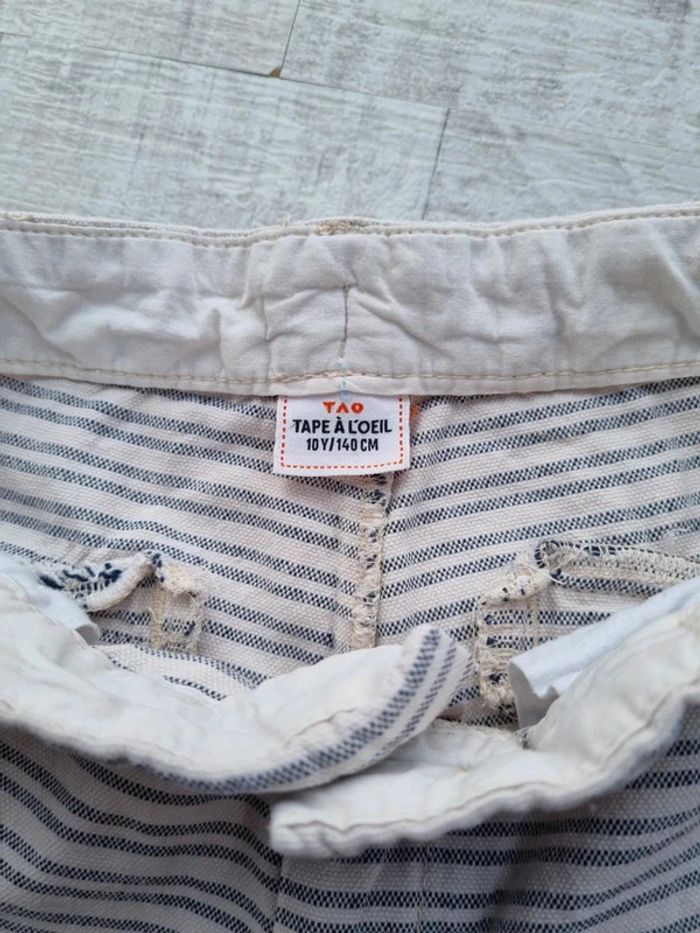 TAO
TAPE À L'OEIL
10Y/140 CM